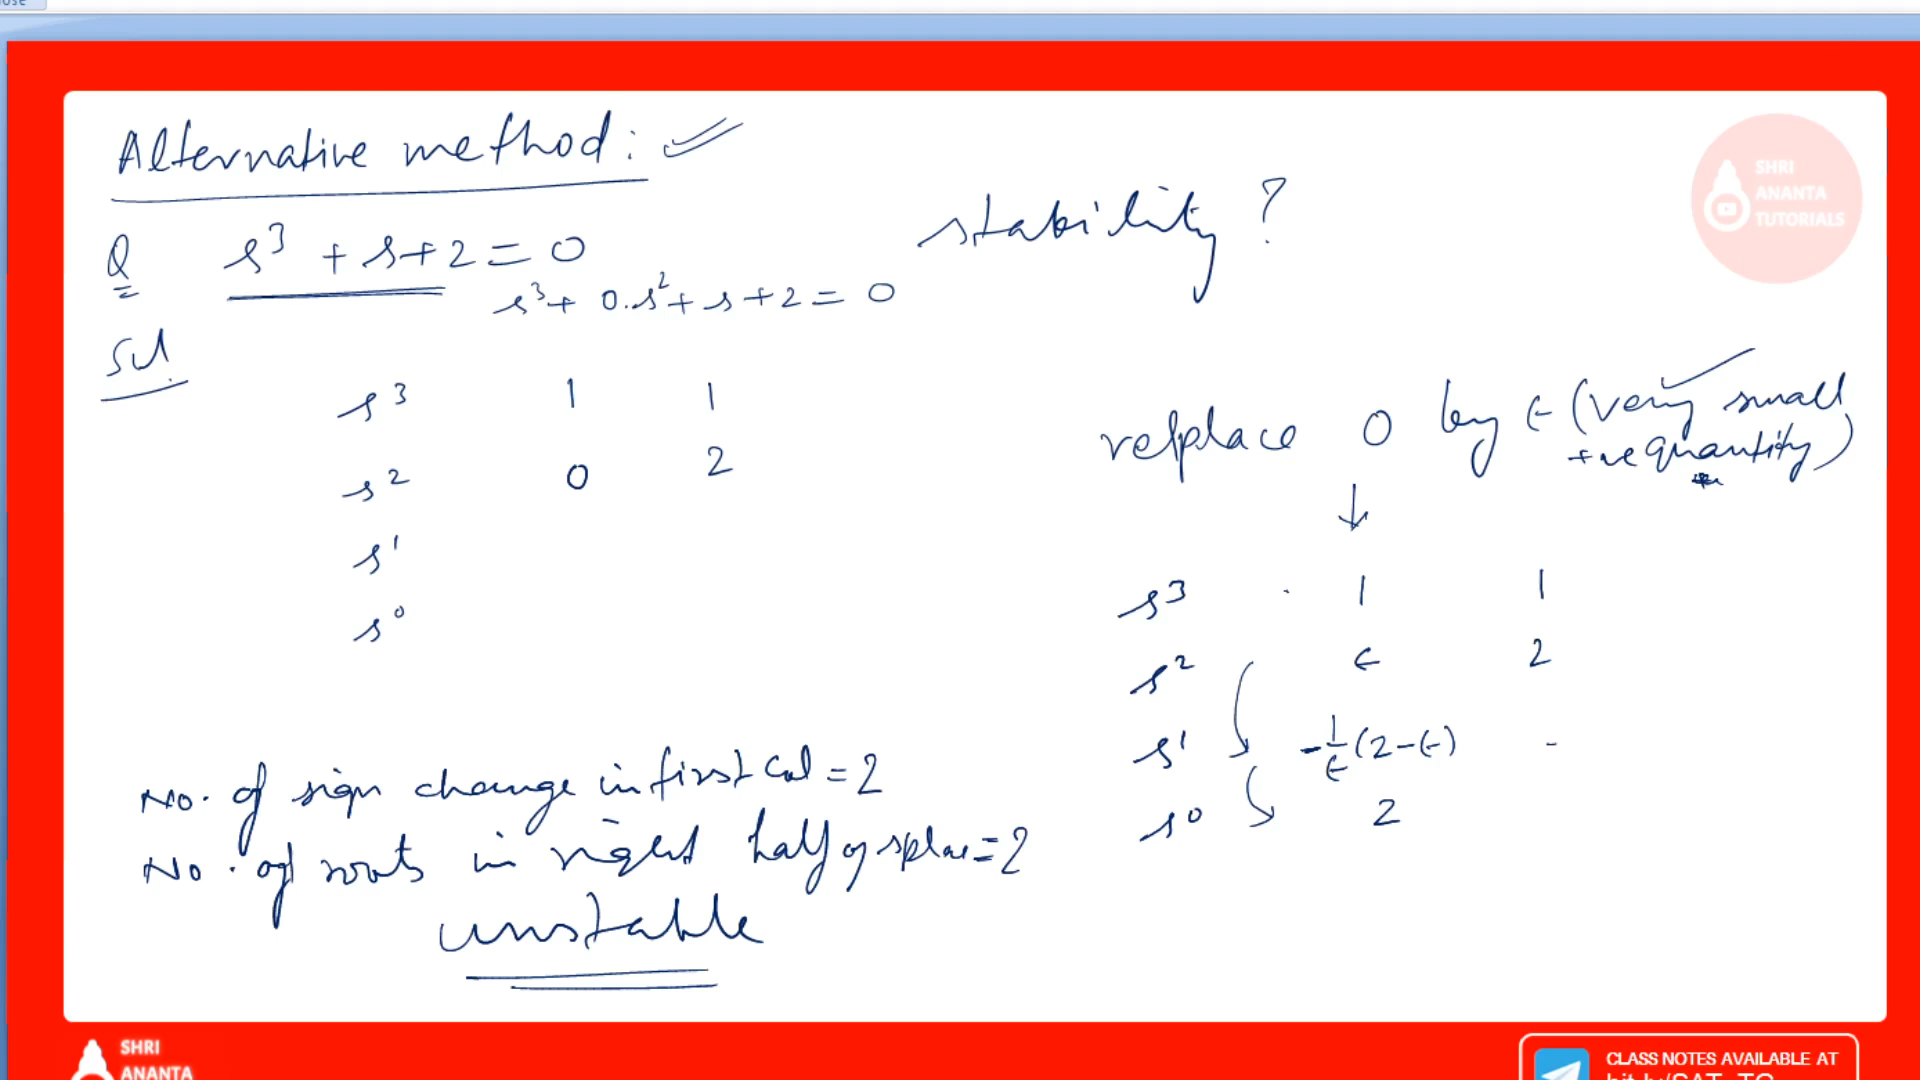 Alternative method:
SHRI
ANANTA
TUTORIALS
Q s³ + s + 2 = 0
stability ?
s³ + 0.s² + s + 2 = 0
Sol
s³ 1 1
s² 0 2
s¹
s⁰
refplace 0 by ϵ (very small
+ve quantity)
↓
s³ 1 1
s² ϵ 2
s¹ -1/ϵ (2-ϵ) -
s⁰ 2
No. of sign change in first Col = 2
No. of roots in right half of splane = 2
unstable
SHRI
ANANTA
CLASS NOTES AVAILABLE AT